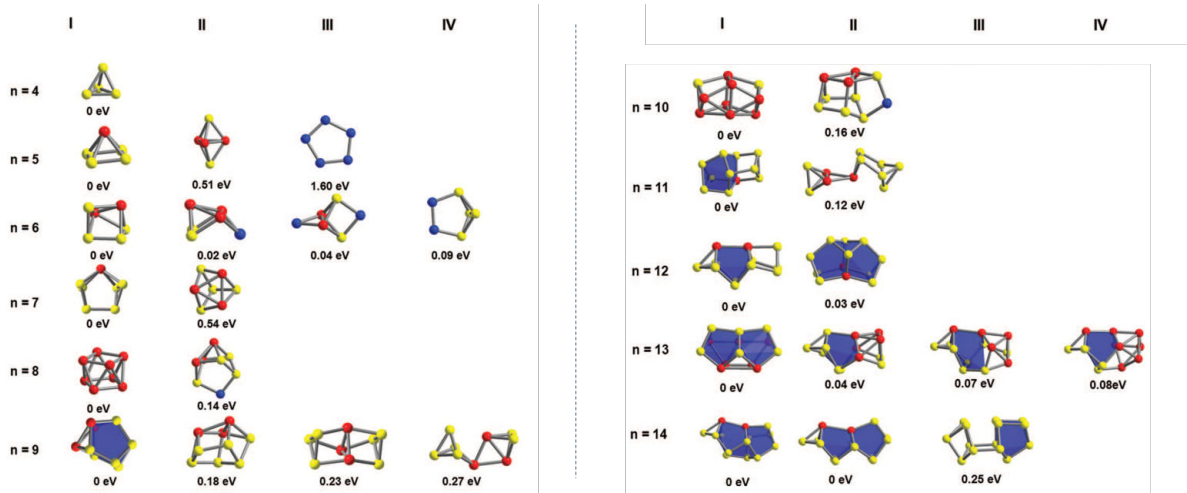 I II III IV
n = 4
0 eV
n = 5
0 eV 0.51 eV 1.60 eV
n = 6
0 eV 0.02 eV 0.04 eV 0.09 eV
n = 7
0 eV 0.54 eV
n = 8
0 eV 0.14 eV
n = 9
0 eV 0.18 eV 0.23 eV 0.27 eV
I II III IV
n = 10
0 eV 0.16 eV
n = 11
0 eV 0.12 eV
n = 12
0 eV 0.03 eV
n = 13
0 eV 0.04 eV 0.07 eV 0.08eV
n = 14
0 eV 0 eV 0.25 eV